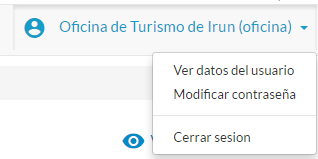 Oficina de Turismo de Irun (oficina)
Ver datos del usuario
Modificar contraseña
Cerrar sesion